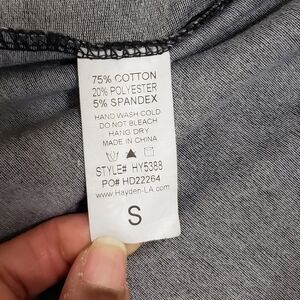 75% COTTON
20% POLYESTER
5% SPANDEX
HAND WASH COLD
DO NOT BLEACH
HANG DRY
MADE IN CHINA
STYLE# HY5388
PO# HD22264
www.Hayden-LA.com
S